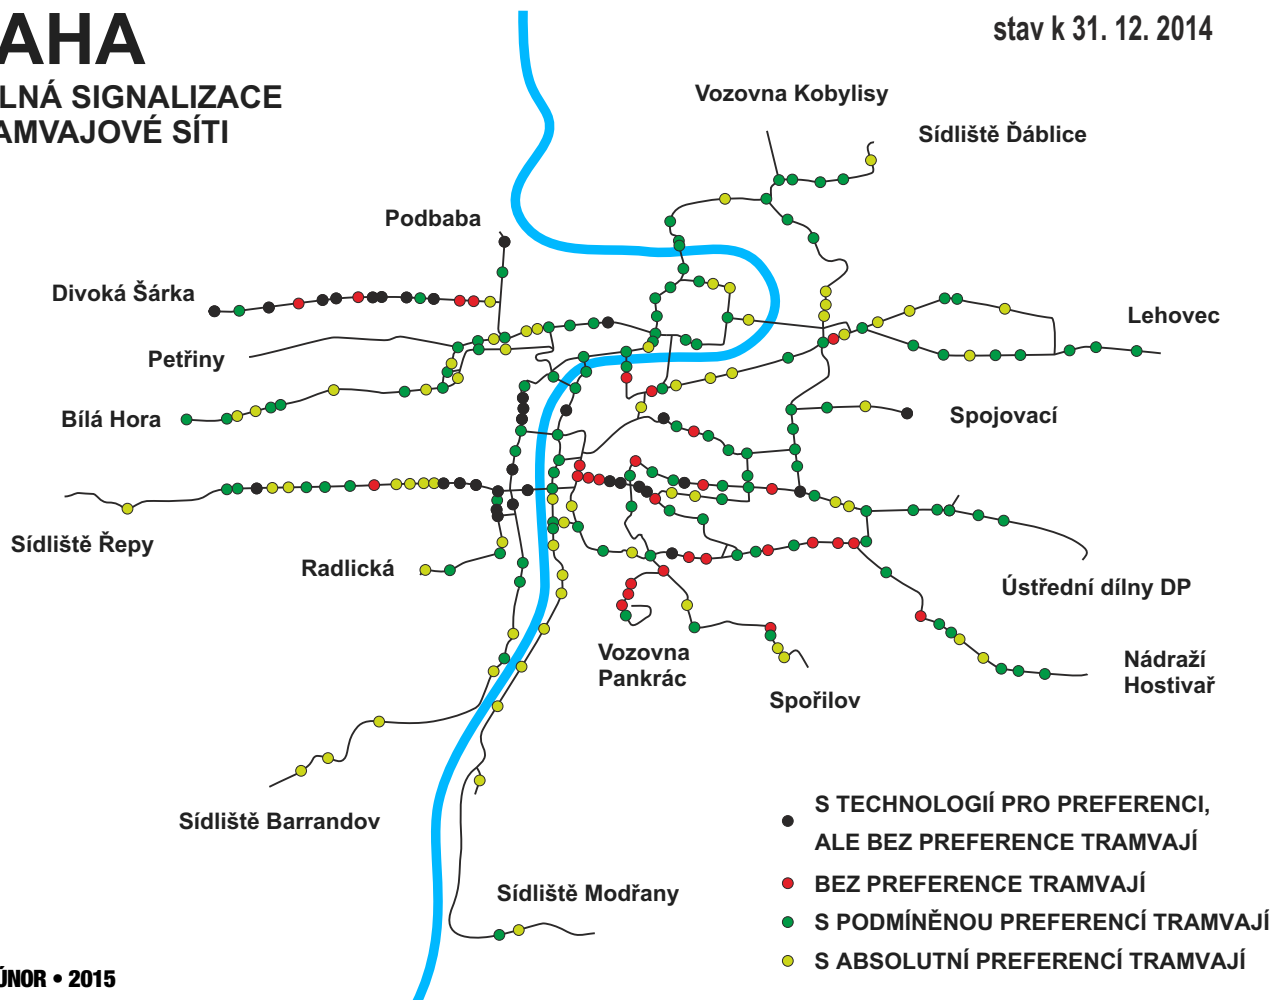 AHA
LNÁ SIGNALIZACE
AMVAJOVÉ SÍTI
stav k 31. 12. 2014
Vozovna Kobylisy
Sídliště Ďáblice
Podbaba
Divoká Šárka
Lehovec
Petřiny
Bílá Hora
Spojovací
Sídliště Řepy
Radlická
Ústřední dílny DP
Vozovna
Pankrác
Nádraží
Hostivař
Spořilov
Sídliště Barrandov
Sídliště Modřany
S TECHNOLOGIÍ PRO PREFERENCI,
ALE BEZ PREFERENCE TRAMVAJÍ
BEZ PREFERENCE TRAMVAJÍ
S PODMÍNĚNOU PREFERENCÍ TRAMVAJÍ
S ABSOLUTNÍ PREFERENCÍ TRAMVAJÍ
ÚNOR • 2015